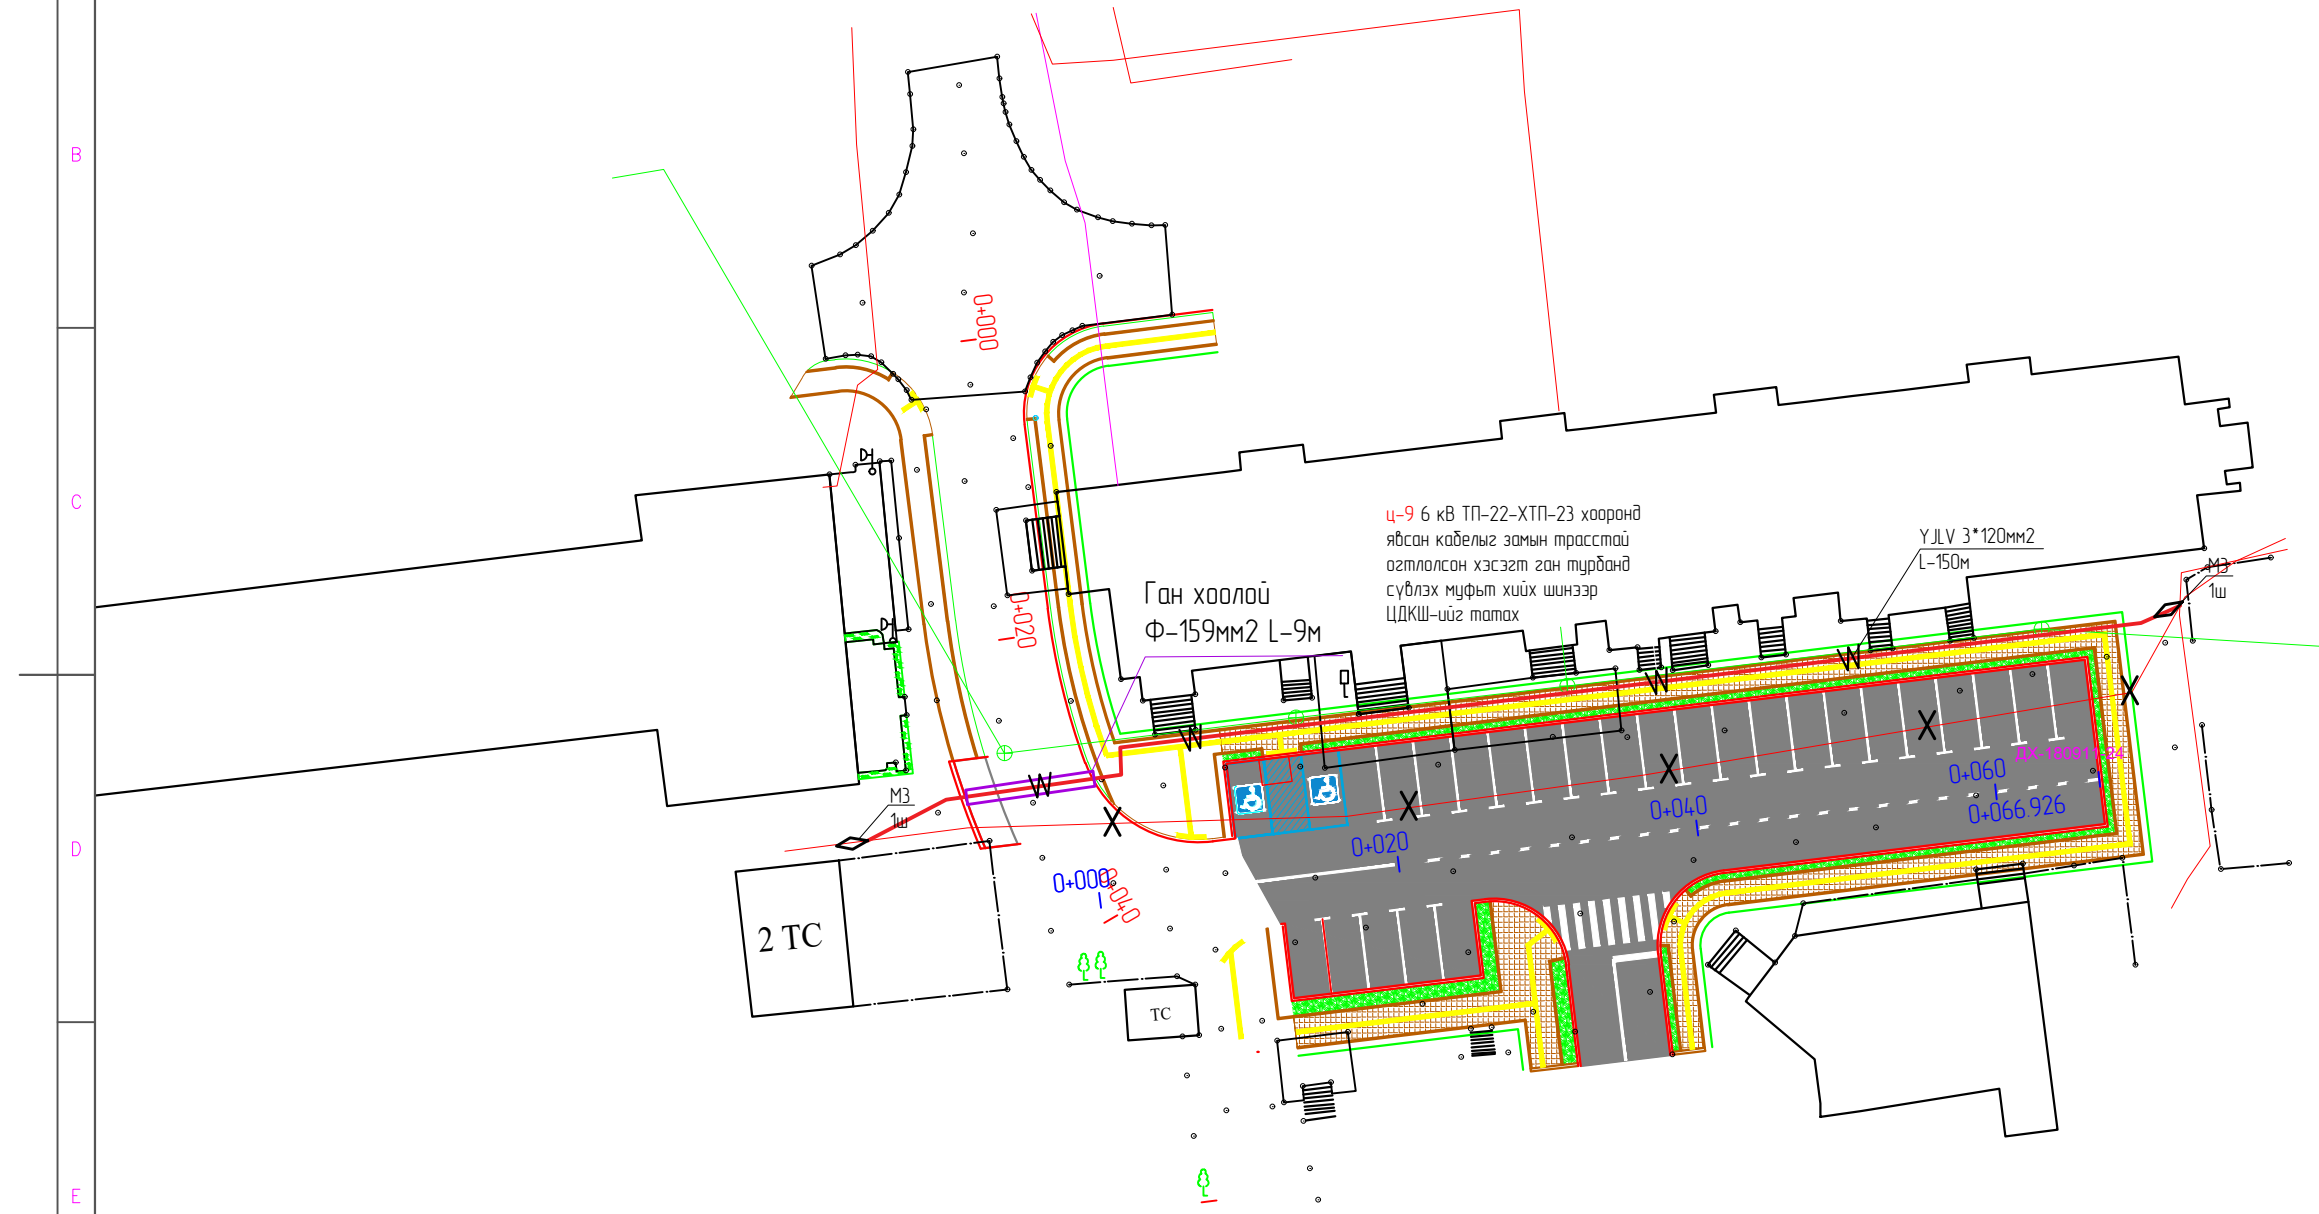 B
0+000
C
ц-9 6 кВ ТП-22-ХТП-23 хооронд
явсан кабелыг замын трасстай
огтлолсон хэсэгт ган турбанд
сүвлэх муфьт хийх шинээр
ЦДКШ-ийг татах
YJLV 3*120мм2
L-150м
МЗ
1ш
Ган хоолой
Ф-159мм2 L-9м
0+020
W
W
W
W
X
X
X
X
X
МЗ
1ш
0+060
0+066.926
0+040
0+020
D
0+000
0+040
2 ТС
ТС
E